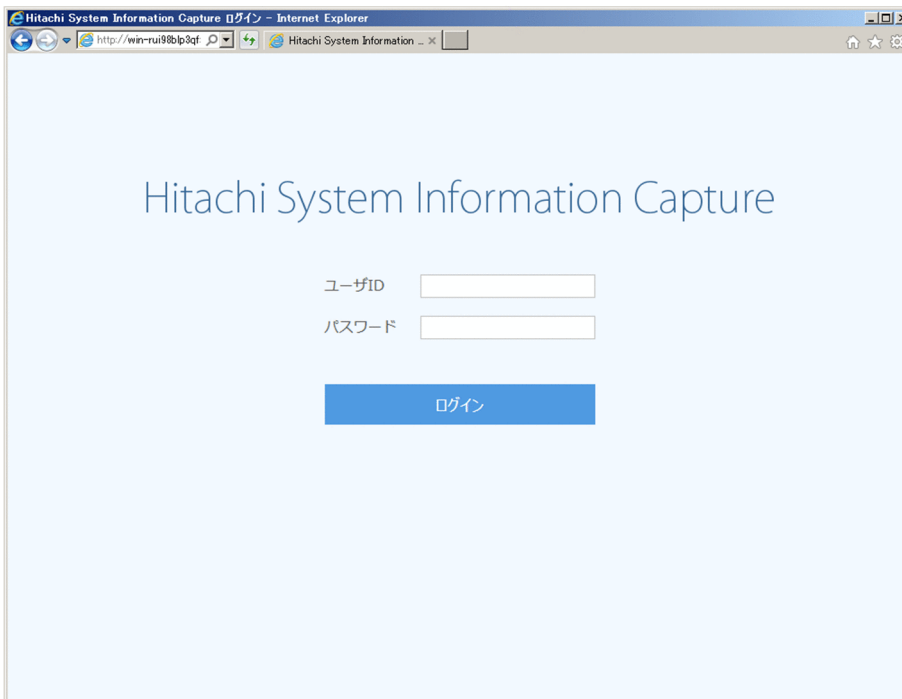 Hitachi System Information Capture ログイン - Internet Explorer
http://win-rui98blp3qf:
Hitachi System Information ...
Hitachi System Information Capture
ユーザID
パスワード
ログイン